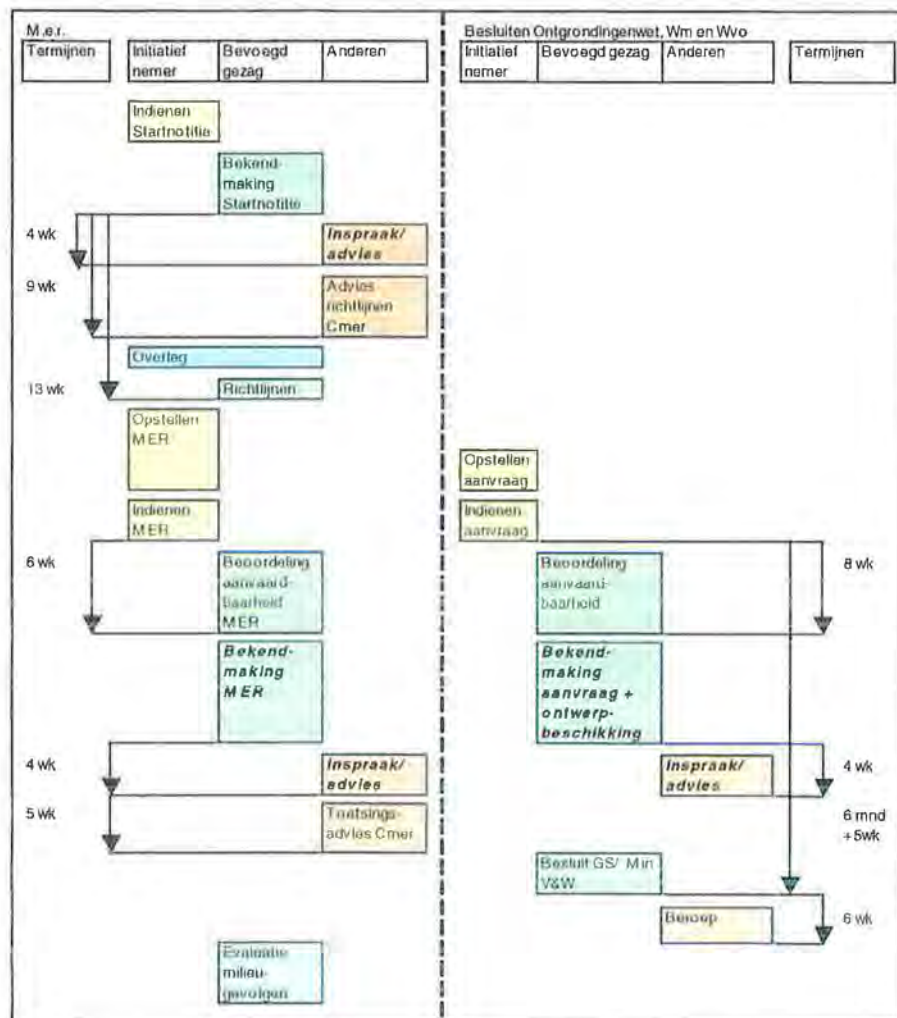 M.e.r.
Termijnen
Initiatief
nemer
Bevoegd
gezag
Anderen
Indienen
Startnotitie
Bekend-
making
Startnotitie
4 wk
Inspraak/
advies
9 wk
Advies
richtlijnen
Cmer
Overleg
13 wk
Richtlijnen
Opstellen
MER
Indienen
MER
6 wk
Beoordeling
aanvaard-
baarheid
MER
Bekend-
making
MER
4 wk
Inspraak/
advies
5 wk
Toetsings-
advies Cmer
Evaluatie
milieu-
gevolgen
Besluiten Ontgrondingenwet, Wm en Wvo
Initiatief
nemer
Bevoegd gezag
Anderen
Termijnen
Opstellen
aanvraag
Indienen
aanvraag
8 wk
Beoordeling
aanvaard-
baarheid
Bekend-
making
aanvraag +
ontwerp-
beschikking
Inspraak/
advies
4 wk
6 mnd
+5wk
Besluit GS/ Min
V&W
Beroep
6 wk